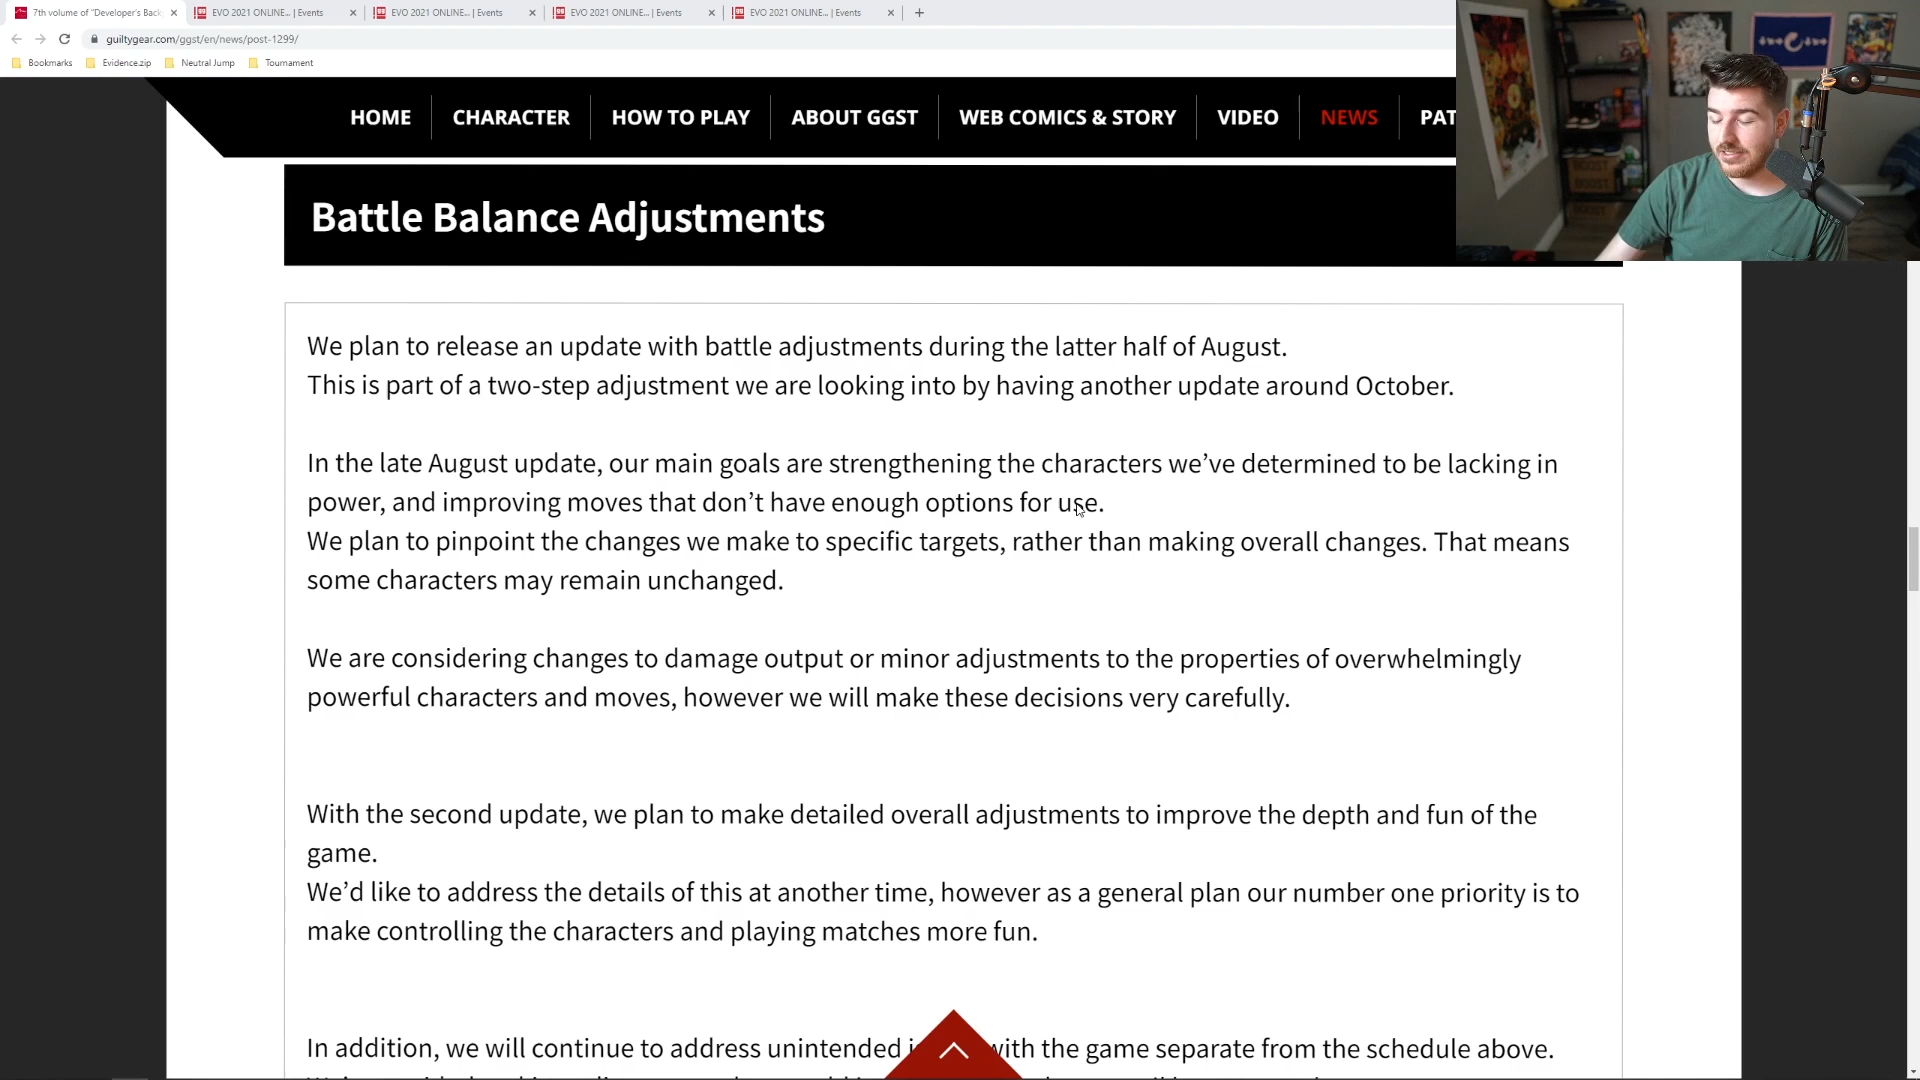 7th volume of "Developer's Back
EVO 2021 ONLINE... | Events
EVO 2021 ONLINE... | Events
EVO 2021 ONLINE... | Events
EVO 2021 ONLINE... | Events
guiltygear.com/ggst/en/news/post-1299/
Bookmarks
Evidence.zip
Neutral Jump
Tournament
HOME
CHARACTER
HOW TO PLAY
ABOUT GGST
WEB COMICS & STORY
VIDEO
NEWS
PAT
Battle Balance Adjustments
We plan to release an update with battle adjustments during the latter half of August.
This is part of a two-step adjustment we are looking into by having another update around October.
In the late August update, our main goals are strengthening the characters we’ve determined to be lacking in
power, and improving moves that don’t have enough options for use.
We plan to pinpoint the changes we make to specific targets, rather than making overall changes. That means
some characters may remain unchanged.
We are considering changes to damage output or minor adjustments to the properties of overwhelmingly
powerful characters and moves, however we will make these decisions very carefully.
With the second update, we plan to make detailed overall adjustments to improve the depth and fun of the
game.
We’d like to address the details of this at another time, however as a general plan our number one priority is to
make controlling the characters and playing matches more fun.
In addition, we will continue to address unintended with the game separate from the schedule above.